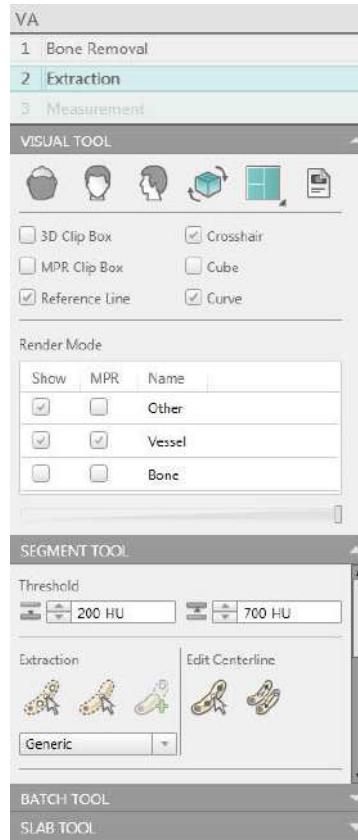 VA
1 Bone Removal
2 Extraction
3 Measurement
VISUAL TOOL
3D Clip Box
Crosshair
MPR Clip Box
Cube
Reference Line
Curve
Render Mode
Show MPR Name
Other
Vessel
Bone
SEGMENT TOOL
Threshold
200 HU 700 HU
Extraction Edit Centerline
Generic
BATCH TOOL
SLAB TOOL